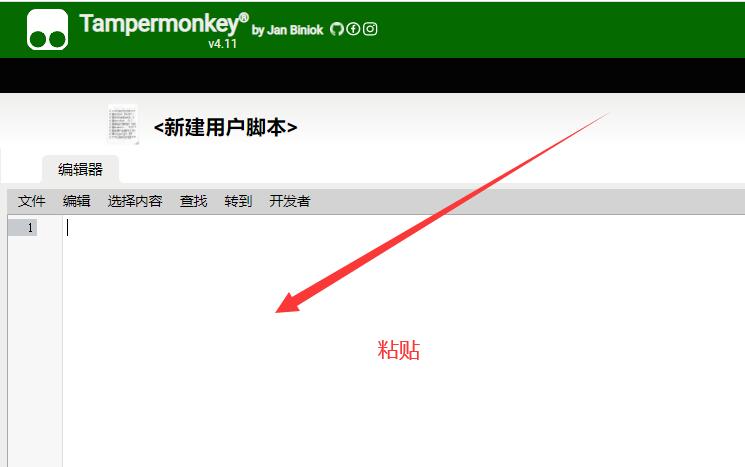 Tampermonkey® by Jan Biniok
v4.11
<新建用户脚本>
编辑器
文件 编辑 选择内容 查找 转到 开发者
1
粘贴